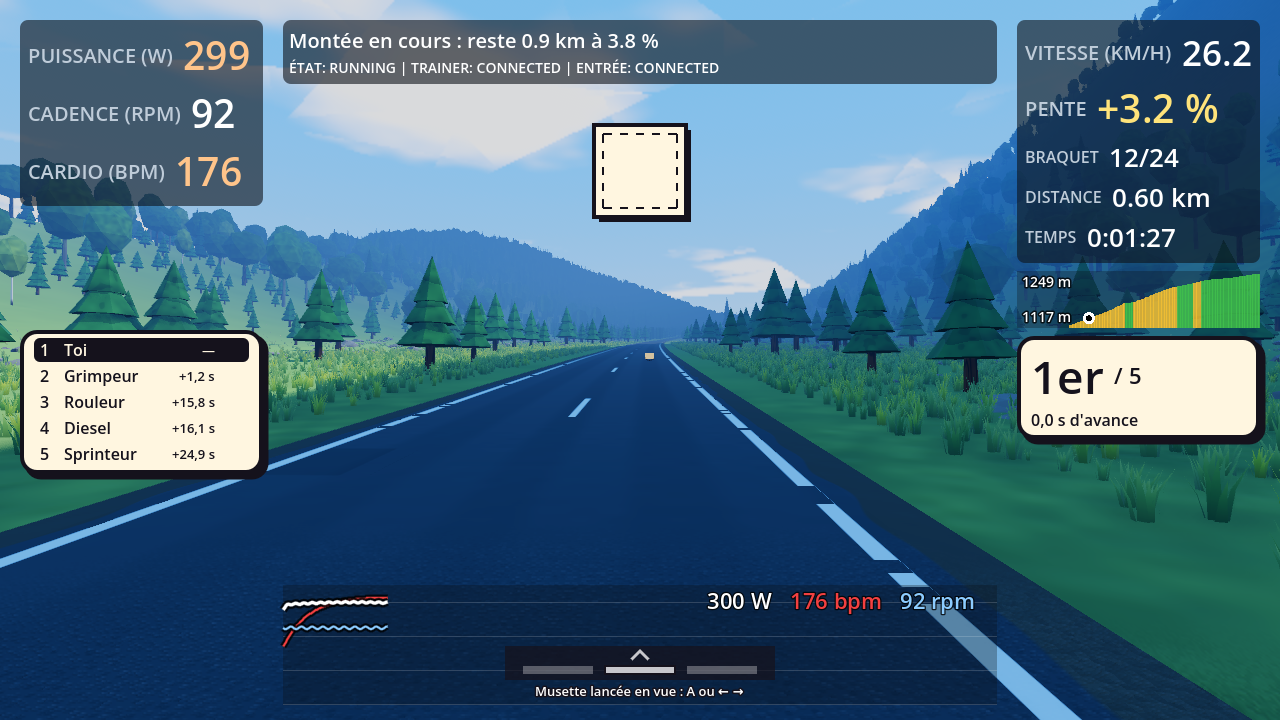 PUISSANCE (W) 299
CADENCE (RPM) 92
CARDIO (BPM) 176
Montée en cours : reste 0.9 km à 3.8 %
ÉTAT: RUNNING | TRAINER: CONNECTED | ENTRÉE: CONNECTED
VITESSE (KM/H) 26.2
PENTE +3.2 %
BRAQUET 12/24
DISTANCE 0.60 km
TEMPS 0:01:27
1249 m
1117 m
1 Toi —
2 Grimpeur +1,2 s
3 Rouleur +15,8 s
4 Diesel +16,1 s
5 Sprinteur +24,9 s
1er / 5
0,0 s d'avance
300 W 176 bpm 92 rpm
Musette lancée en vue : A ou ← →